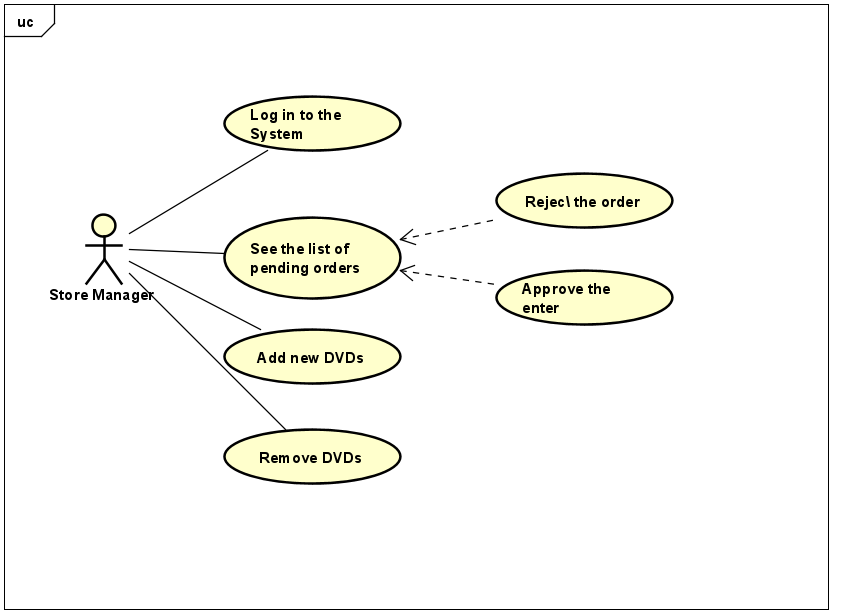 uc
Log in to the
System
Rejec\ the order
See the list of
pending orders
Approve the
enter
Store Manager
Add new DVDs
Remove DVDs